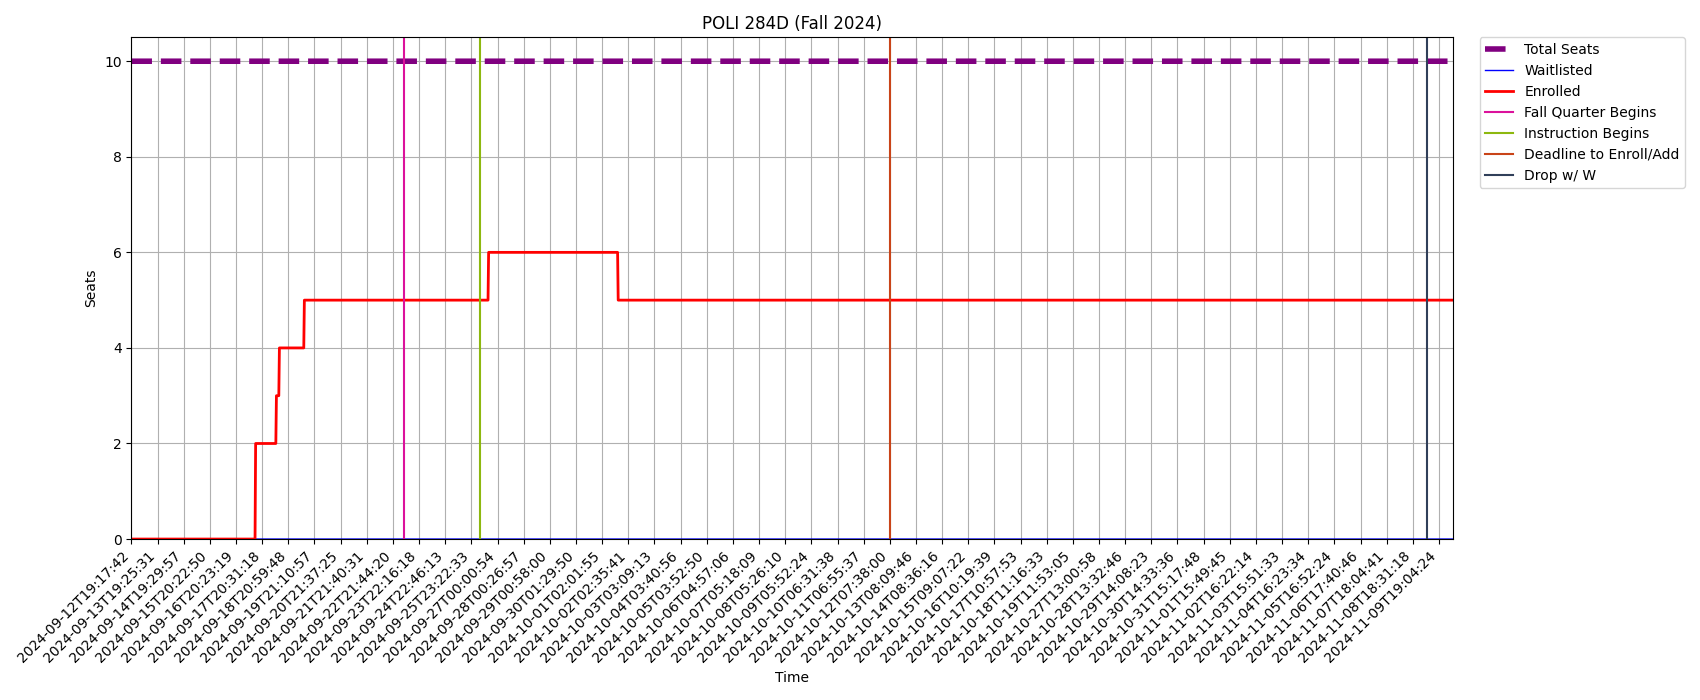 POLI 284D (Fall 2024)
Total Seats
Waitlisted
Enrolled
Fall Quarter Begins
Instruction Begins
Deadline to Enroll/Add
Drop w/ W
Seats
10
8
6
4
2
0
2024-09-12T19:17:42
2024-09-13T19:25:31
2024-09-14T19:29:57
2024-09-15T20:22:50
2024-09-16T20:23:19
2024-09-17T20:31:18
2024-09-18T20:59:48
2024-09-19T21:10:57
2024-09-20T21:37:25
2024-09-21T21:40:31
2024-09-22T21:44:20
2024-09-23T22:16:18
2024-09-24T22:46:13
2024-09-25T23:22:33
2024-09-27T00:00:54
2024-09-28T00:26:57
2024-09-29T00:58:00
2024-09-30T01:29:50
2024-10-01T02:01:55
2024-10-02T02:35:41
2024-10-03T03:09:13
2024-10-04T03:40:56
2024-10-05T03:52:50
2024-10-06T04:57:06
2024-10-07T05:18:09
2024-10-08T05:26:10
2024-10-09T05:52:24
2024-10-10T06:31:38
2024-10-11T06:55:37
2024-10-12T07:38:00
2024-10-13T08:09:46
2024-10-14T08:36:16
2024-10-15T09:07:22
2024-10-16T10:19:39
2024-10-17T10:57:53
2024-10-18T11:16:33
2024-10-19T11:53:05
2024-10-27T13:00:58
2024-10-28T13:32:46
2024-10-29T14:08:23
2024-10-30T14:33:36
2024-10-31T15:17:48
2024-11-01T15:49:45
2024-11-02T16:22:14
2024-11-03T15:51:33
2024-11-04T16:23:34
2024-11-05T16:52:24
2024-11-06T17:40:46
2024-11-07T18:04:41
2024-11-08T18:31:18
2024-11-09T19:04:24
Time